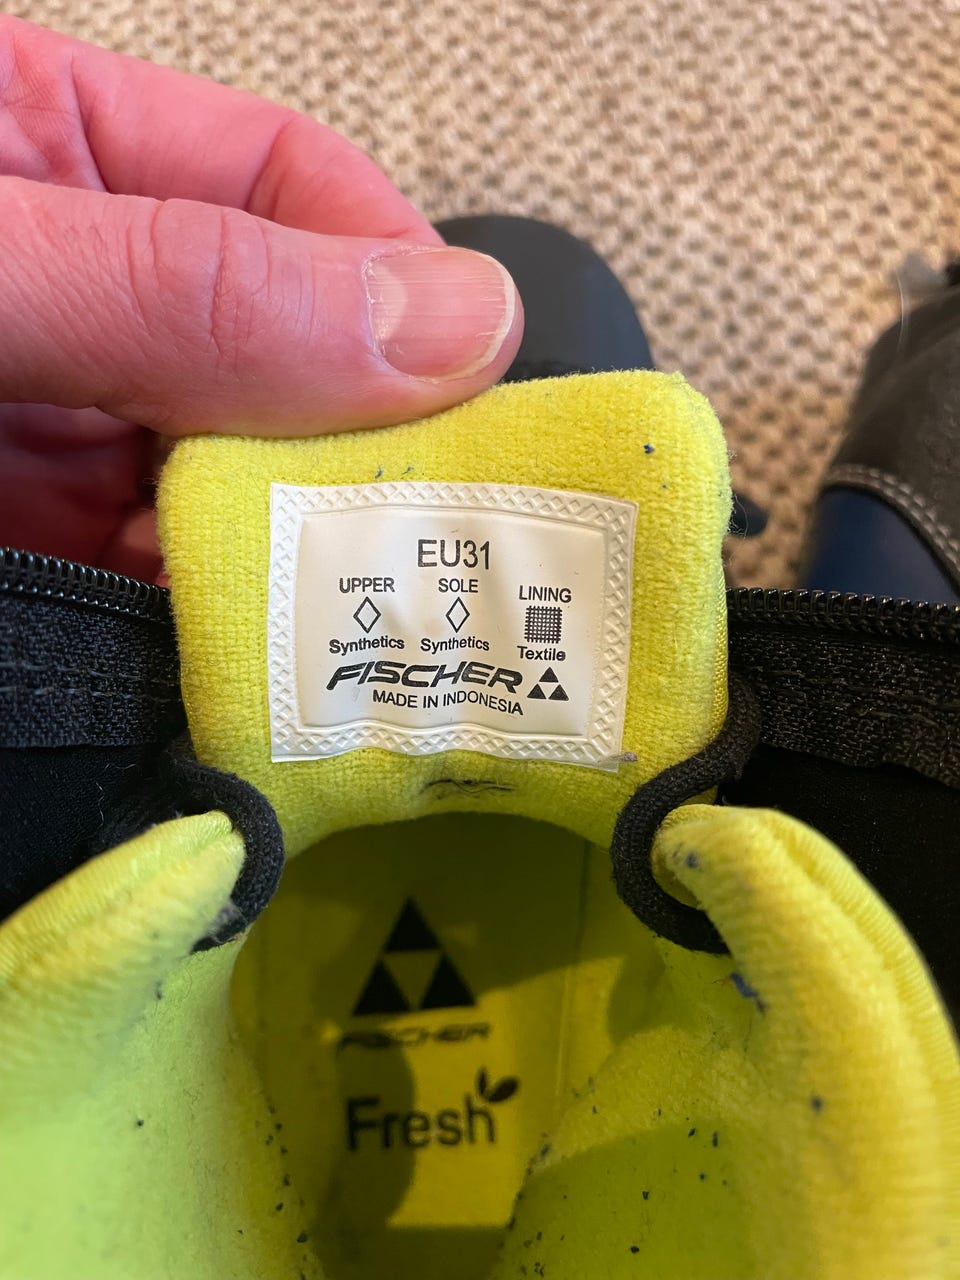 EU31
UPPER SOLE LINING
Synthetics Synthetics Textile
FISCHER
MADE IN INDONESIA
FISCHER
Fresh